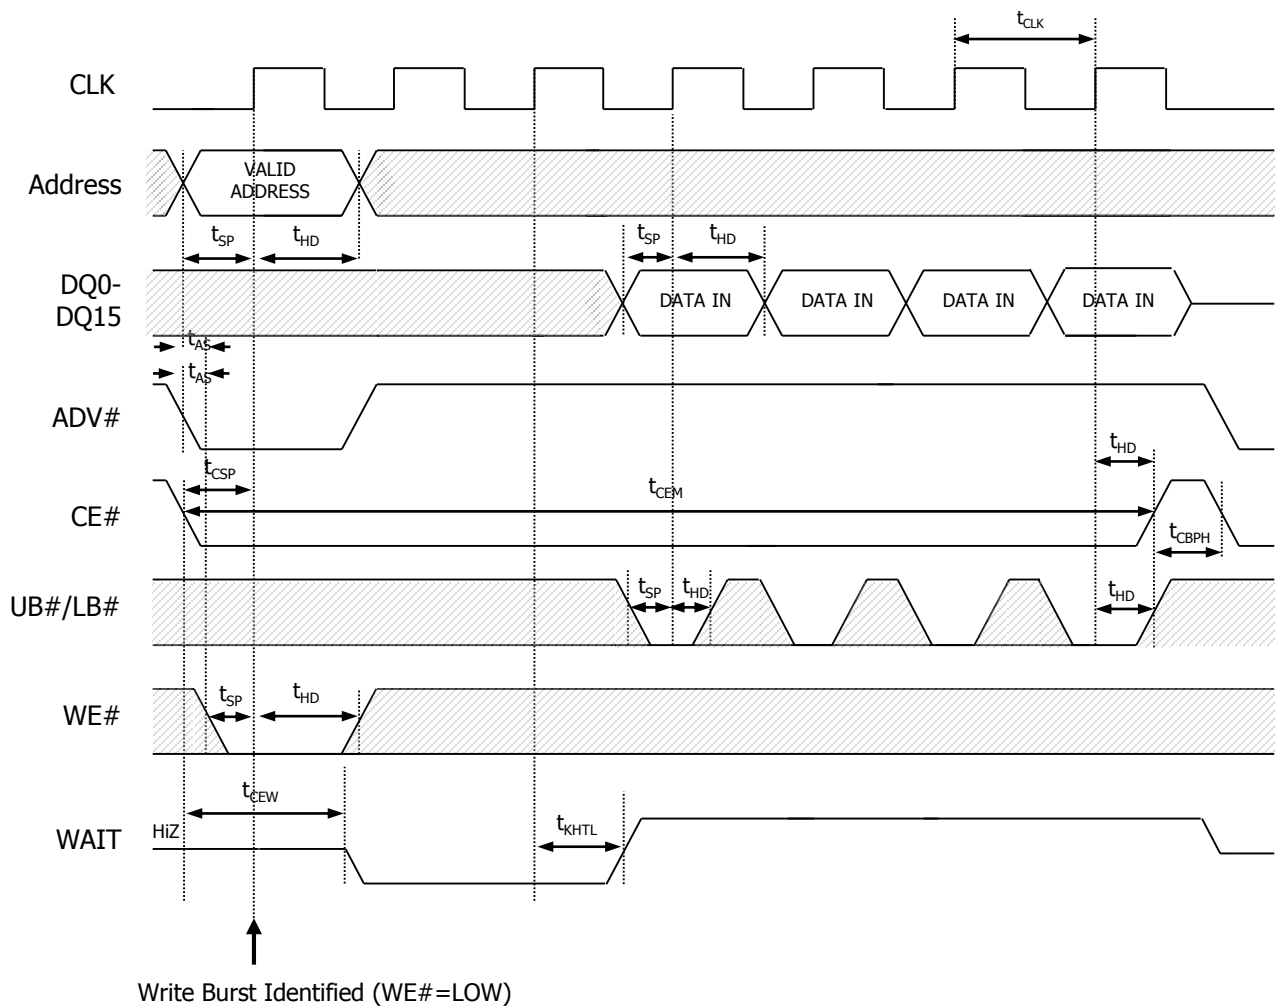 tCLK
CLK
VALID
ADDRESS
Address
tSP
tHD
tSP
tHD
DQ0-
DQ15
DATA IN
DATA IN
DATA IN
DATA IN
tAS
tAS
ADV#
tHD
tCSP
tCEM
CE#
tCBPH
UB#/LB#
tSP
tHD
tHD
WE#
tSP
tHD
tCEW
WAIT
HiZ
tKHTL
Write Burst Identified (WE#=LOW)